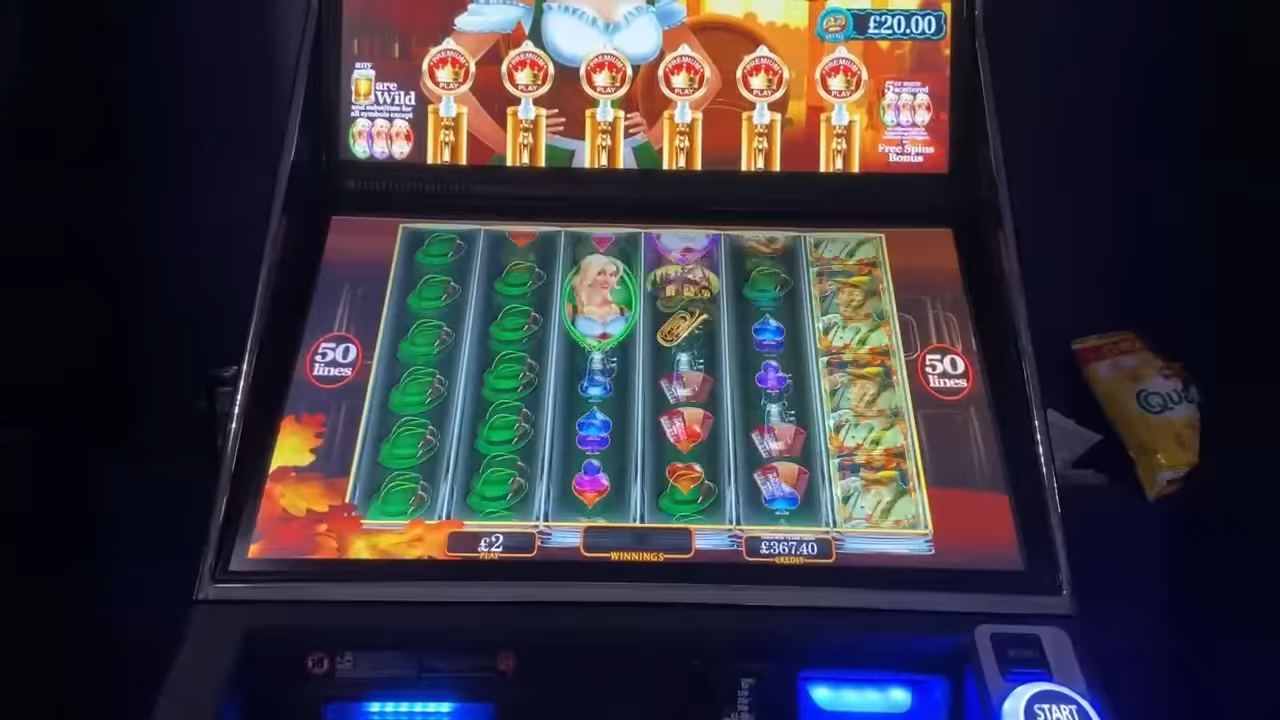 £20.00
MINI
any
are
Wild
and substitute for
all symbols except
PREMIUM
PLAY
PREMIUM
PLAY
PREMIUM
PLAY
PREMIUM
PLAY
PREMIUM
PLAY
PREMIUM
PLAY
5 or more
scattered
Free Spins
Bonus
50
lines
50
lines
£2
PLAY
WINNINGS
£367.40
CREDIT
18
START